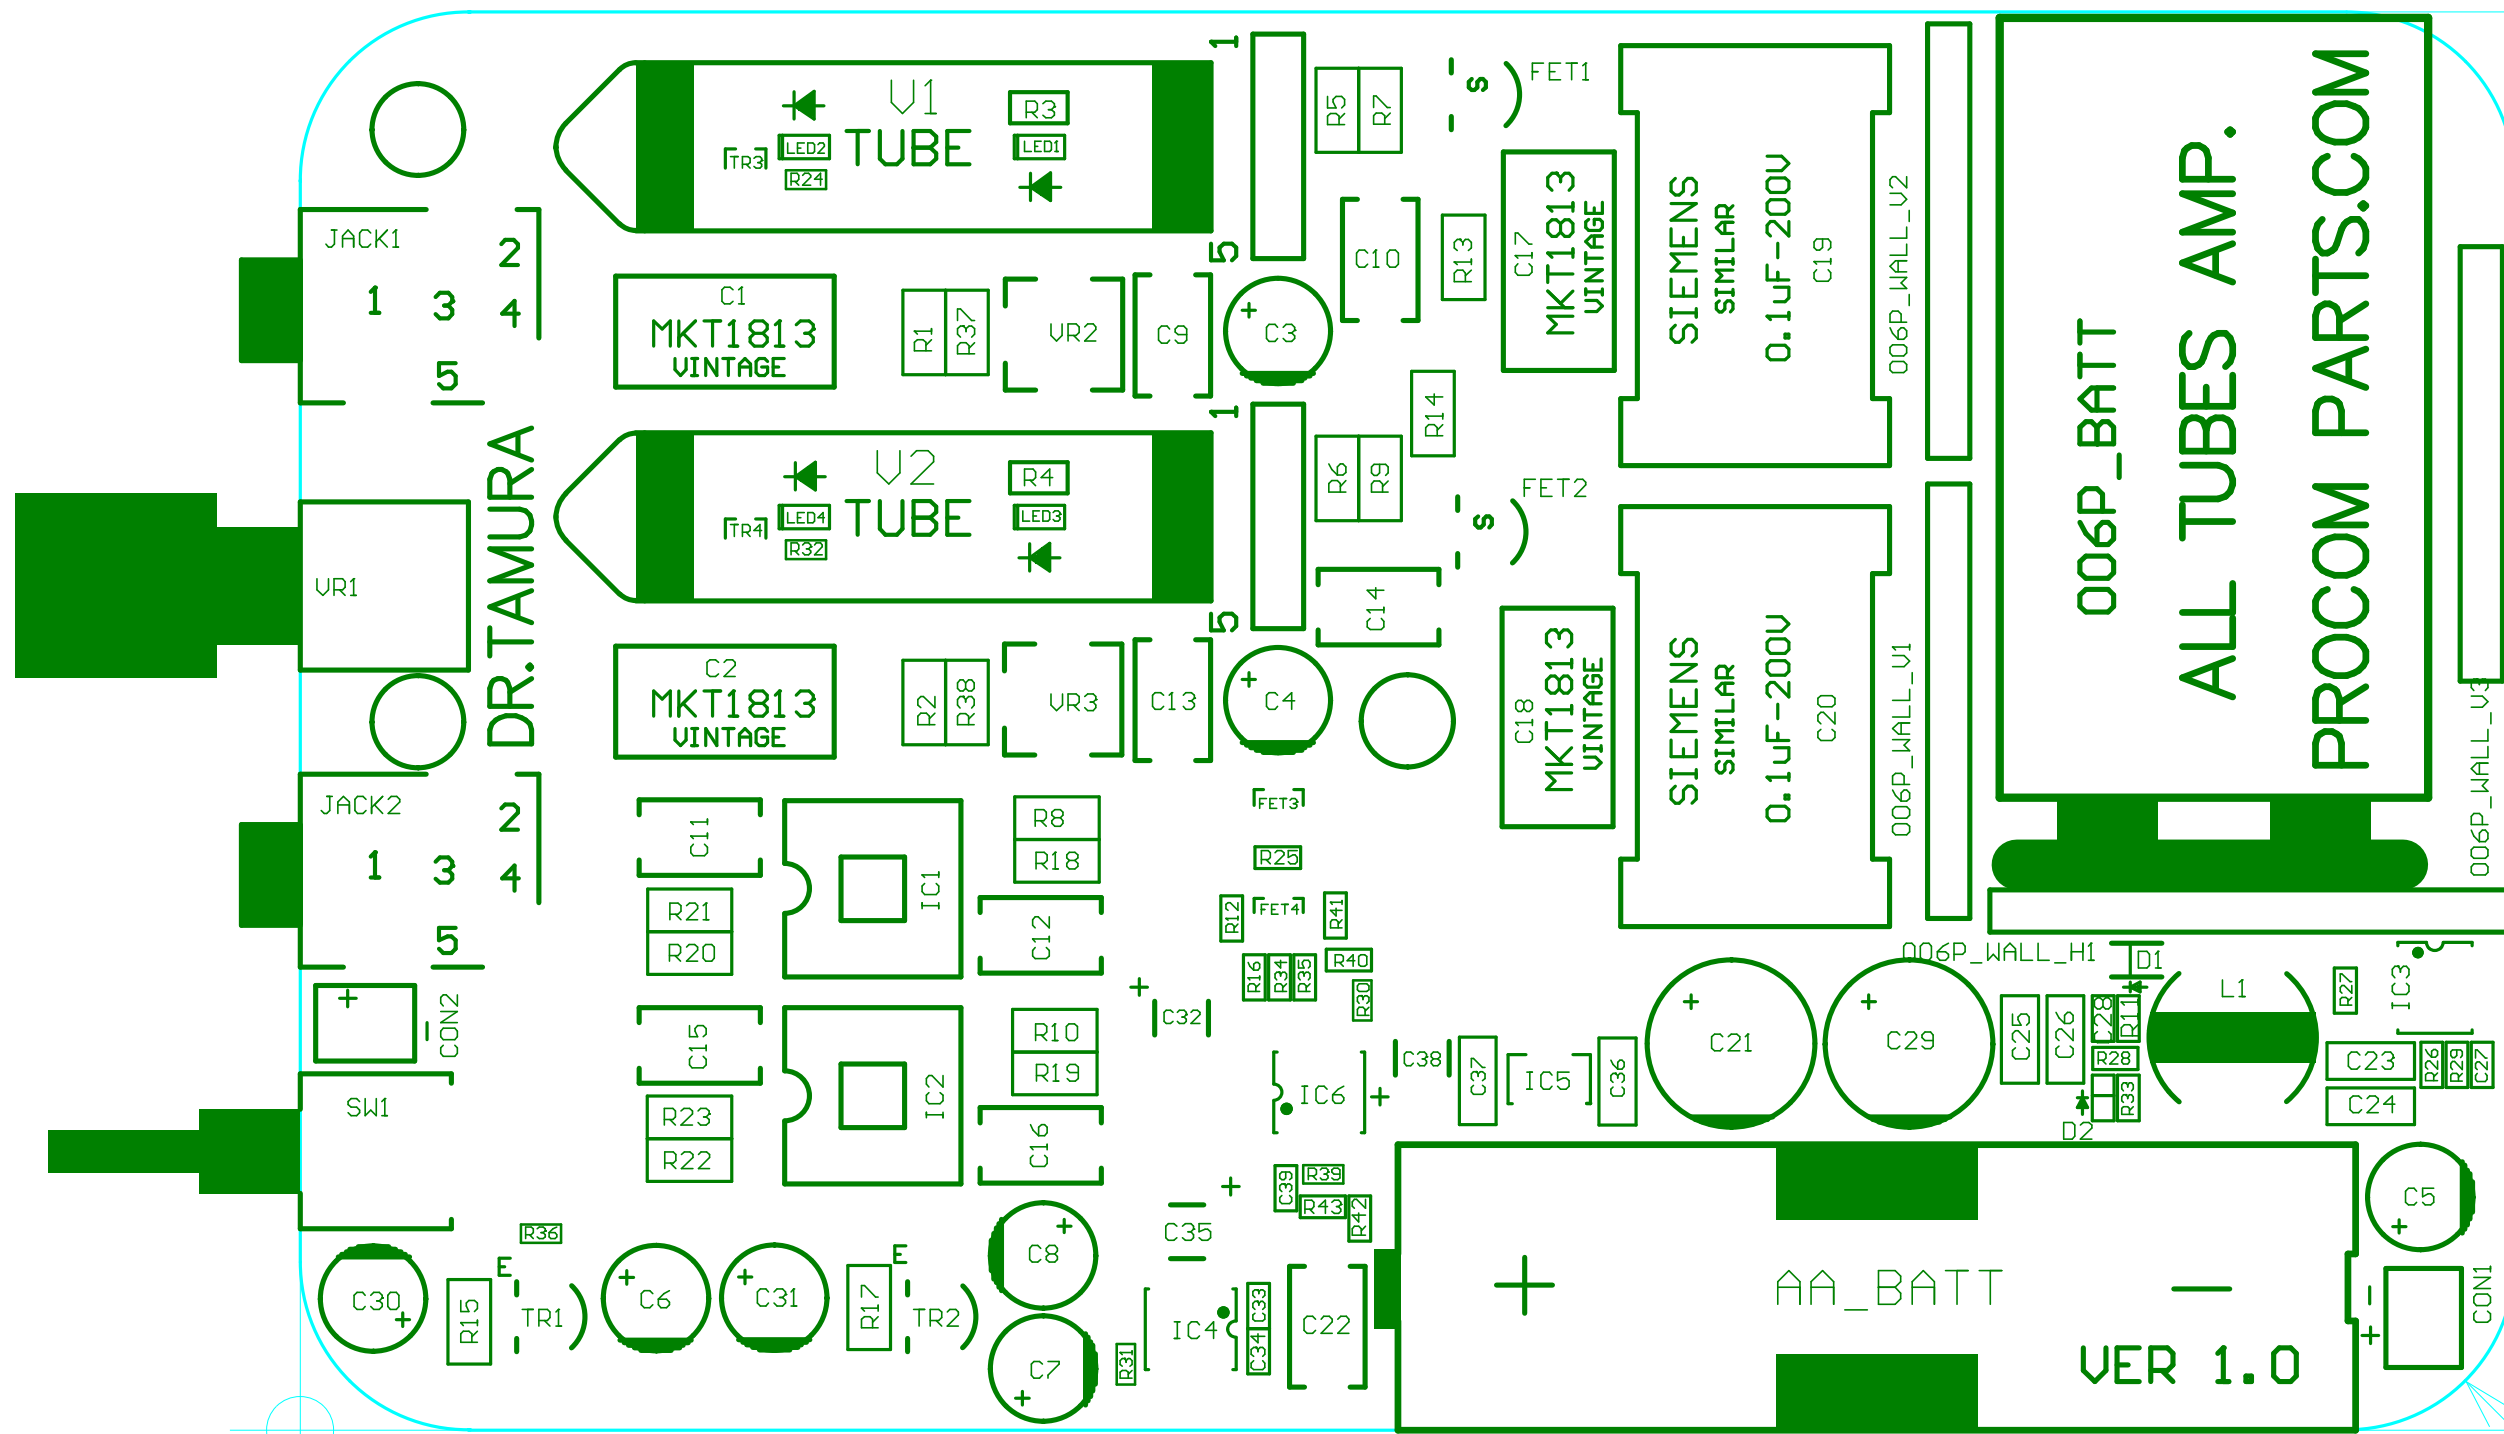 V1
R3
R5
R7
S
FET1
TR3
LED2
R24
TUBE
LED1
1
JACK1
1
2
3
4
5
C1
MKT1813
VINTAGE
R1
R37
VR2
C9
5
+
C3
C10
R13
C17
MKT1813
VINTAGE
SIEMENS
SIMILAR
0.1uF-200V
C19
006P_WALL_V2
006P_BATT
ALL TUBES AMP.
PROCOM PARTS.COM
DR.TAMURA
VR1
V2
R4
TR4
LED4
R32
TUBE
LED3
1
R6
R9
R14
S
FET2
C14
C2
MKT1813
VINTAGE
R2
R38
VR3
C13
5
+
C4
C18
MKT1813
VINTAGE
SIEMENS
SIMILAR
0.1uF-200V
C20
006P_WALL_V1
006P_WALL_V3
JACK2
1
2
3
4
5
C11
R21
R20
IC1
R8
R18
C12
FET3
R25
FET4
R12
R41
R40
R16
R34
R35
R30
006P_WALL_H1
D1
L1
R27
IC3
+
CON2
C15
R23
R22
IC2
R10
R19
C16
+
C32
C38
+
IC6
C37
IC5
C36
+
C21
+
C29
C25
C26
C28
R11
R28
R33
D2
C23
C24
R26
R29
C27
SW1
R36
+
C30
R15
E
TR1
+
C6
+
C31
R17
E
TR2
+
C8
+
C7
R31
+
C35
IC4
C39
R39
R43
R42
C33
C34
C22
+
AA_BATT
—
VER 1.0
+
C5
+
CON1